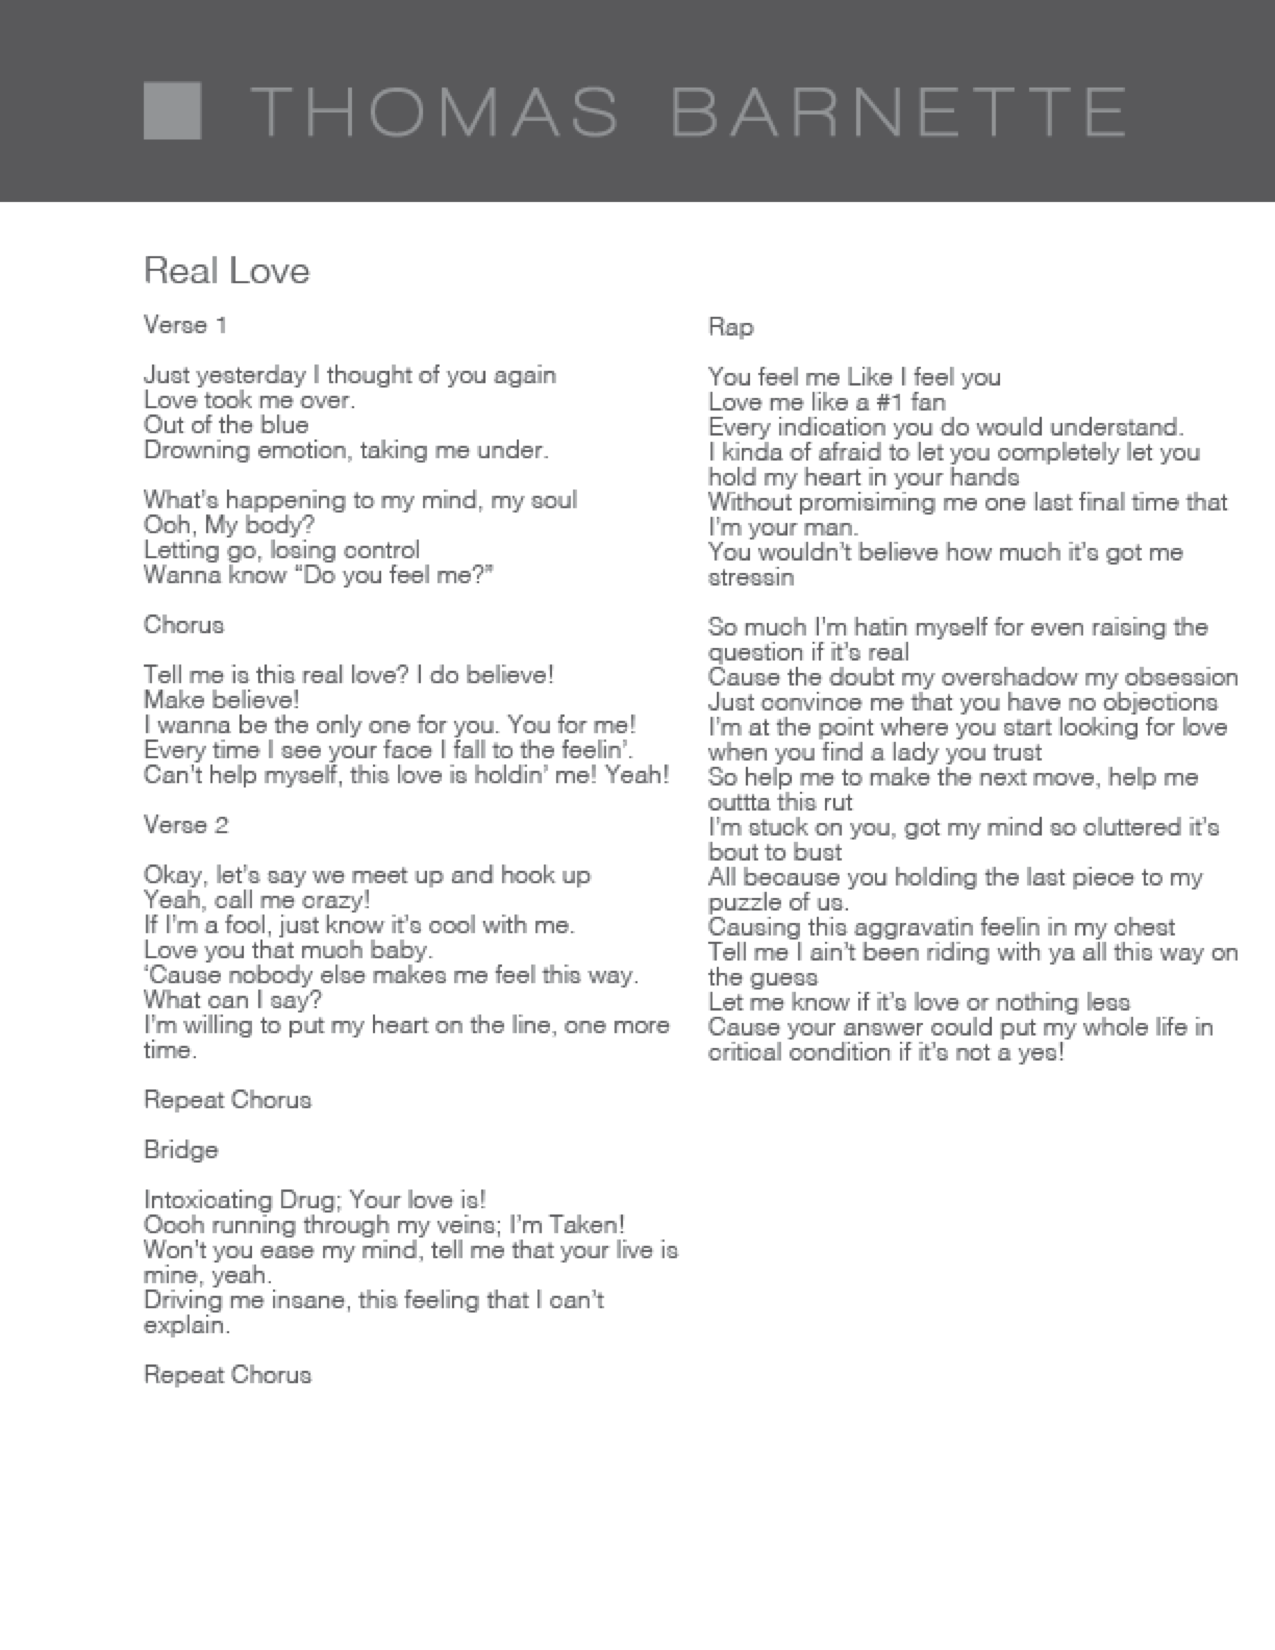 THOMAS BARNETTE
Real Love
Verse 1
Just yesterday I thought of you again
Love took me over.
Out of the blue
Drowning emotion, taking me under.
What's happening to my mind, my soul
Ooh, My body?
Letting go, losing control
Wanna know “Do you feel me?”
Chorus
Tell me is this real love? I do believe!
Make believe!
I wanna be the only one for you. You for me!
Every time I see your face I fall to the feelin’.
Can't help myself, this love is holdin’ me! Yeah!
Verse 2
Okay, let's say we meet up and hook up
Yeah, call me crazy!
If I'm a fool, just know it's cool with me.
Love you that much baby.
‘Cause nobody else makes me feel this way.
What can I say?
I'm willing to put my heart on the line, one more
time.
Repeat Chorus
Bridge
Intoxicating Drug; Your love is!
Oooh running through my veins; I'm Taken!
Won't you ease my mind, tell me that your live is
mine, yeah.
Driving me insane, this feeling that I can't
explain.
Repeat Chorus
Rap
You feel me Like I feel you
Love me like a #1 fan
Every indication you do would understand.
I kinda of afraid to let you completely let you
hold my heart in your hands
Without promisiming me one last final time that
I'm your man.
You wouldn't believe how much it's got me
stressin
So much I'm hatin myself for even raising the
question if it's real
Cause the doubt my overshadow my obsession
Just convince me that you have no objections
I'm at the point where you start looking for love
when you find a lady you trust
So help me to make the next move, help me
outtta this rut
I'm stuck on you, got my mind so cluttered it's
bout to bust
All because you holding the last piece to my
puzzle of us.
Causing this aggravatin feelin in my chest
Tell me I ain't been riding with ya all this way on
the guess
Let me know if it's love or nothing less
Cause your answer could put my whole life in
critical condition if it's not a yes!